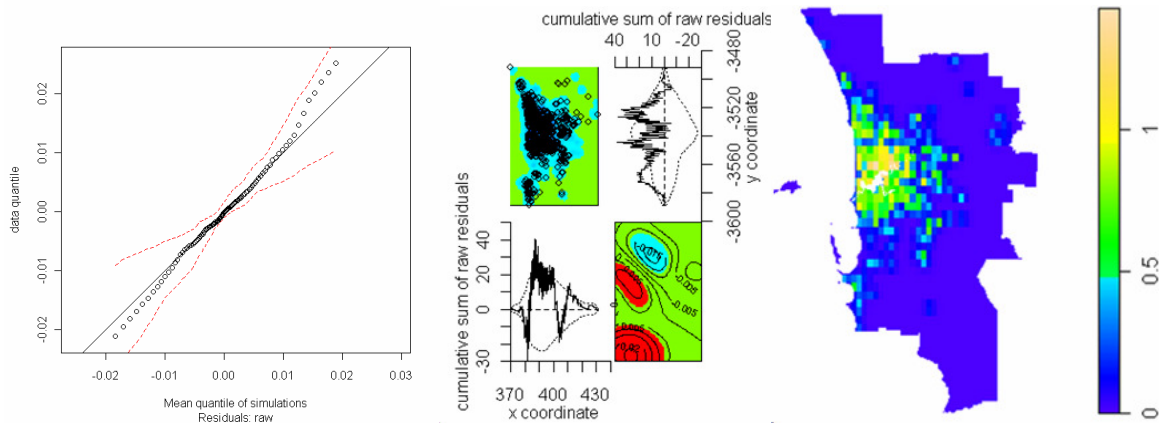 data quantile
0.02
0.01
0.00
-0.01
-0.02
-0.02 -0.01 0.00 0.01 0.02 0.03
Mean quantile of simulations
Residuals: raw
cumulative sum of raw residuals
40 10 -20
-3480
-3520
-3560
-3600
y coordinate
cumulative sum of raw residuals
40
20
0
-30
370 400 430
x coordinate
-0.005
-0.005
1
0.5
0